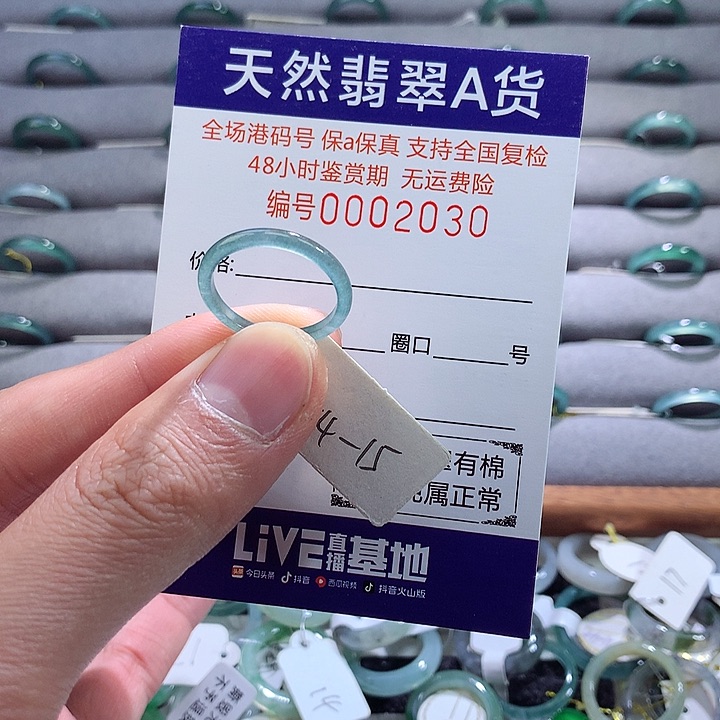 天然翡翠A货
全场港码号 保a保真 支持全国复检
48小时鉴赏期 无运费险
编号0002030
价格:
圈口 号
有棉
属正常
LiVE直播基地
今日头条 抖音 西瓜视频 抖音火山版